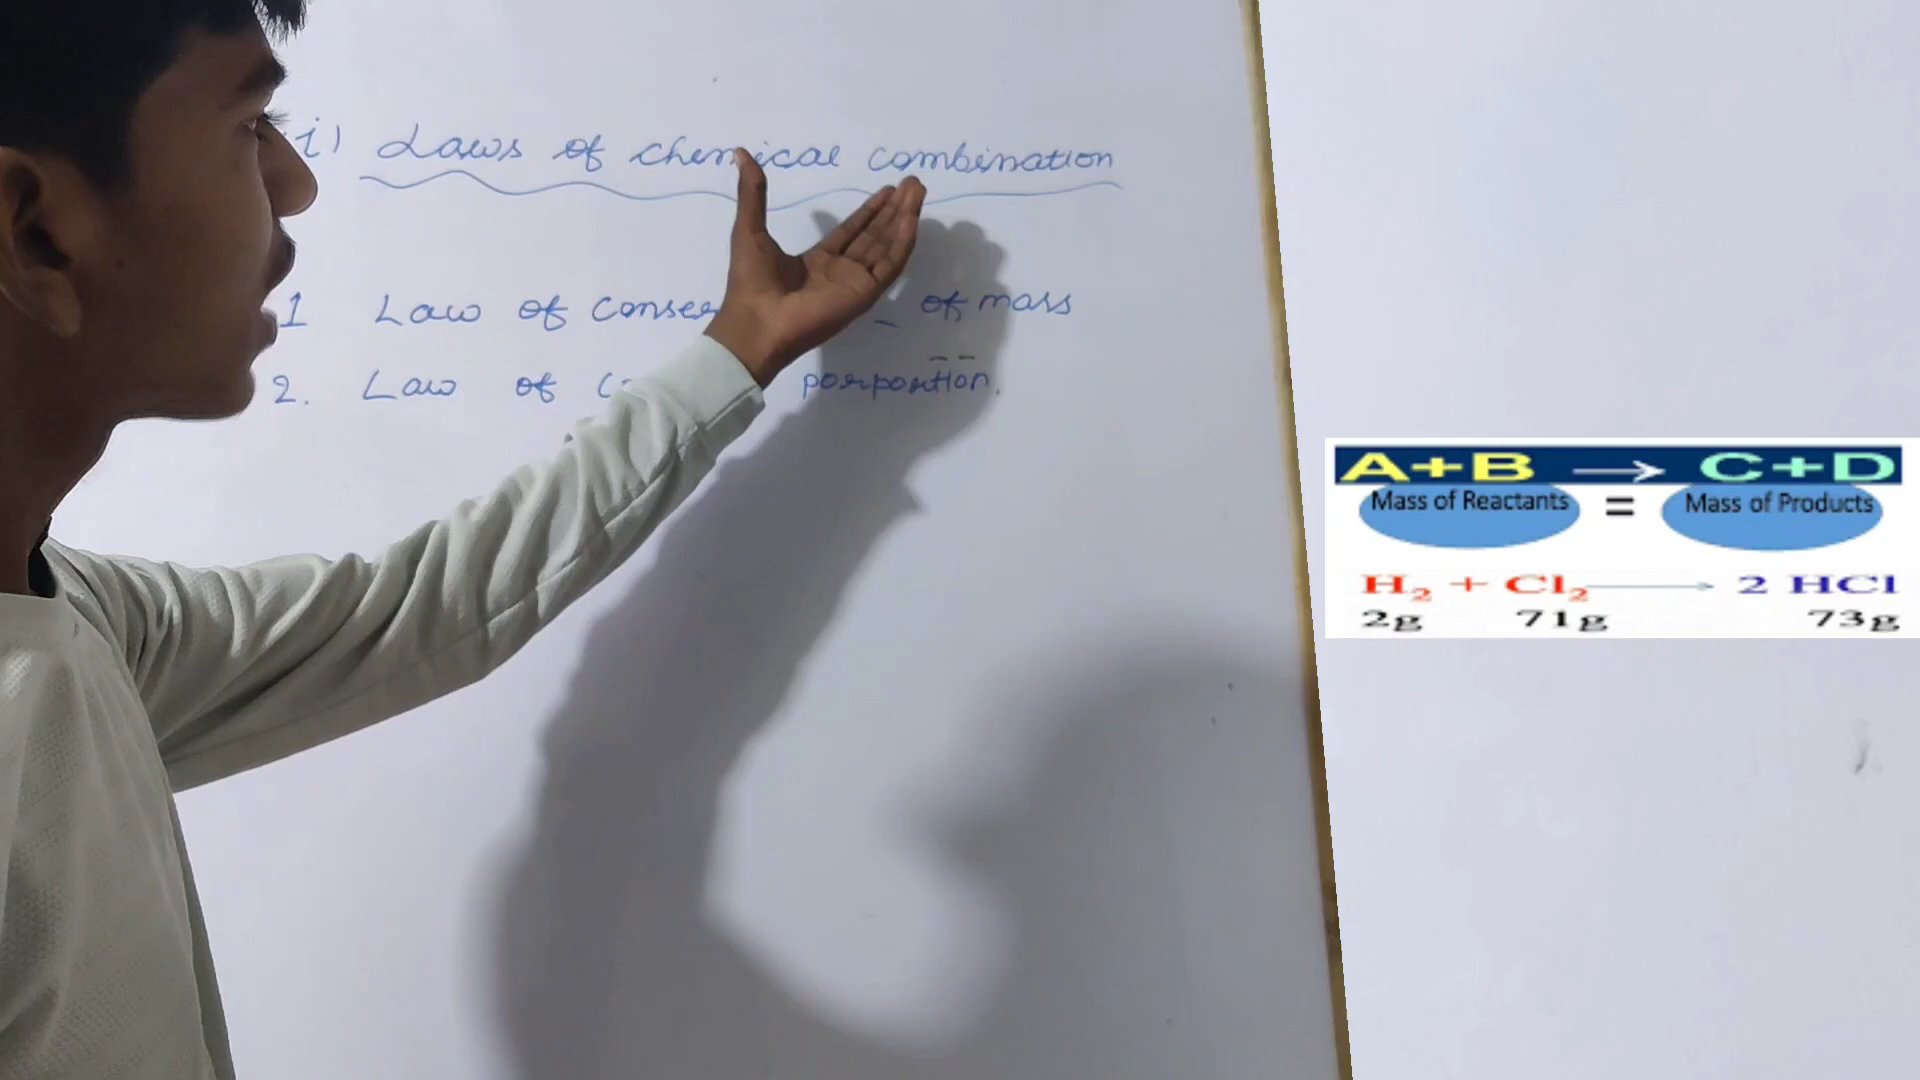 i) Laws of chemical combination
1 Law of of mass
2. Law of porportion.
A+B → C+D
Mass of Reactants = Mass of Products
H₂ + Cl₂ → 2 HCl
2g 71g 73g